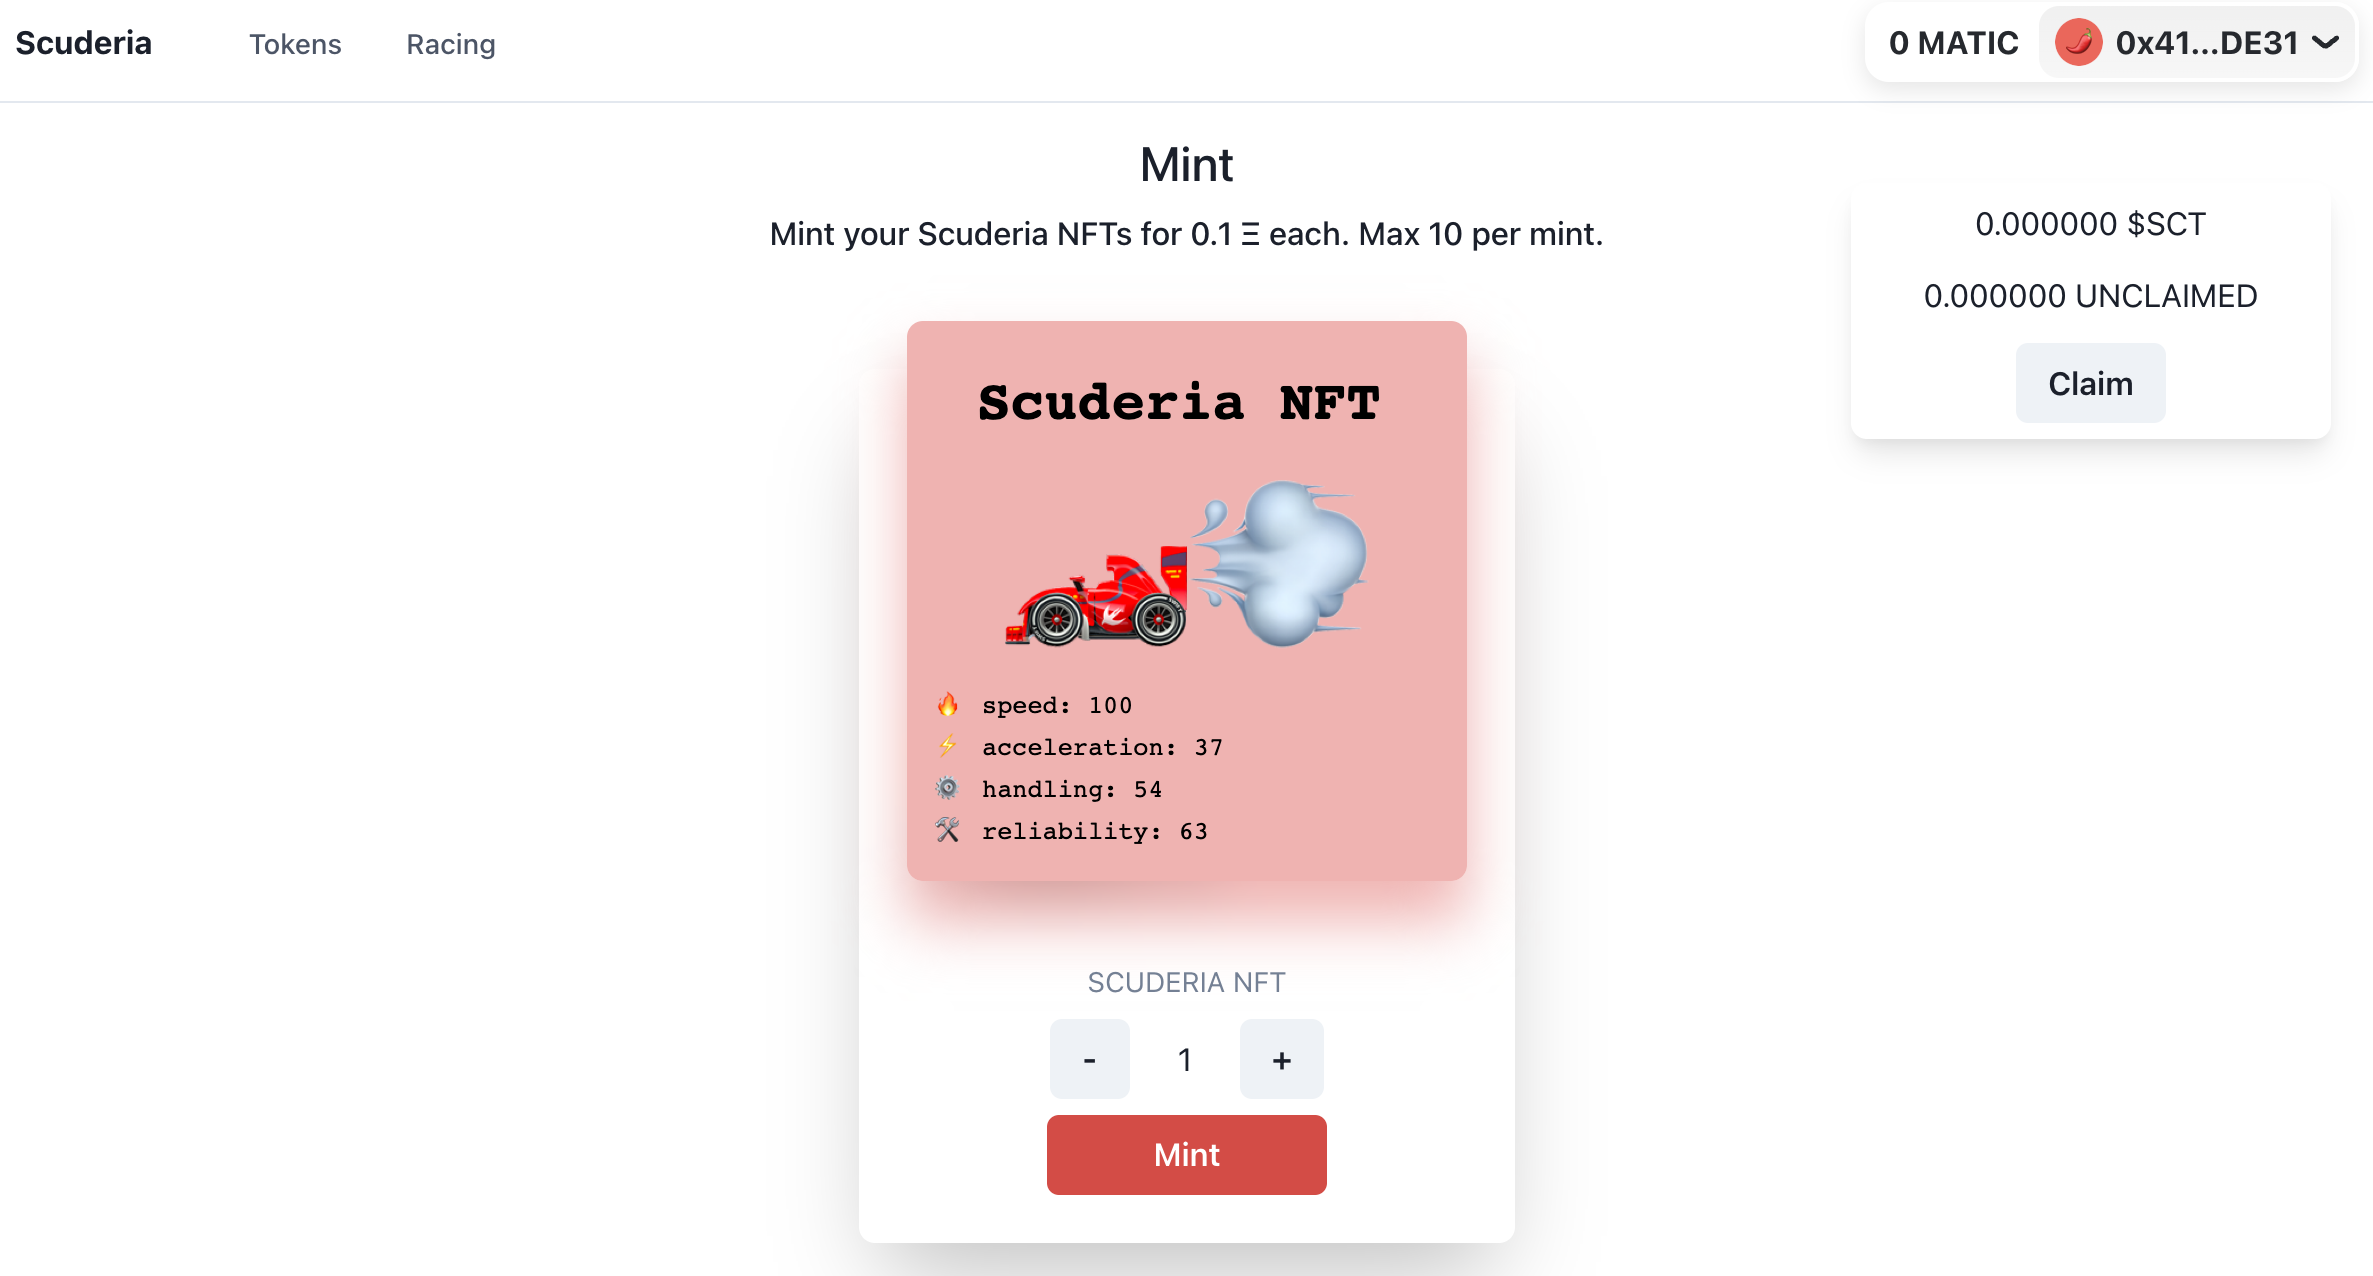 Scuderia Tokens Racing 0 MATIC 0x41...DE31
Mint
Mint your Scuderia NFTs for 0.1 Ξ each. Max 10 per mint.
0.000000 $SCT
0.000000 UNCLAIMED
Claim
Scuderia NFT
speed: 100
acceleration: 37
handling: 54
reliability: 63
SCUDERIA NFT
- 1 +
Mint